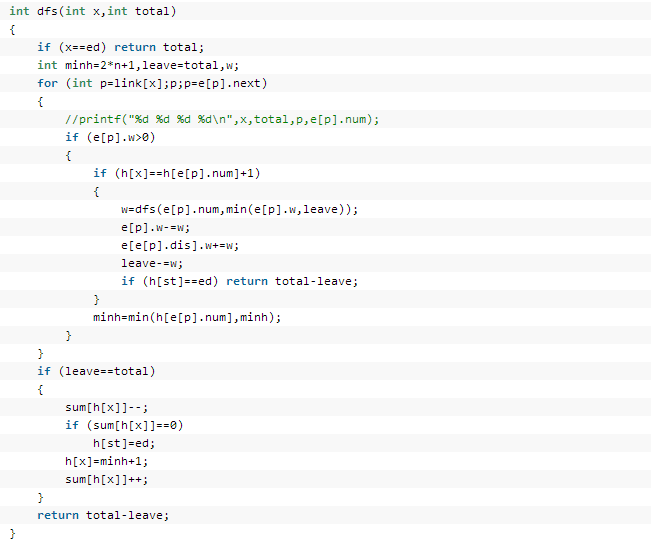 int dfs(int x,int total)
{
    if (x==ed) return total;
    int minh=2*n+1,leave=total,w;
    for (int p=link[x];p;p=e[p].next)
    {
        //printf("%d %d %d %d\n",x,total,p,e[p].num);
        if (e[p].w>0)
        {
            if (h[x]==h[e[p].num]+1)
            {
                w=dfs(e[p].num,min(e[p].w,leave));
                e[p].w-=w;
                e[e[p].dis].w+=w;
                leave-=w;
                if (h[st]==ed) return total-leave;
            }
            minh=min(h[e[p].num],minh);
        }
    }
    if (leave==total)
    {
        sum[h[x]]--;
        if (sum[h[x]]==0)
            h[st]=ed;
        h[x]=minh+1;
        sum[h[x]]++;
    }
    return total-leave;
}